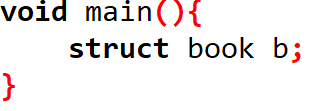 void main(){
    struct book b;
}